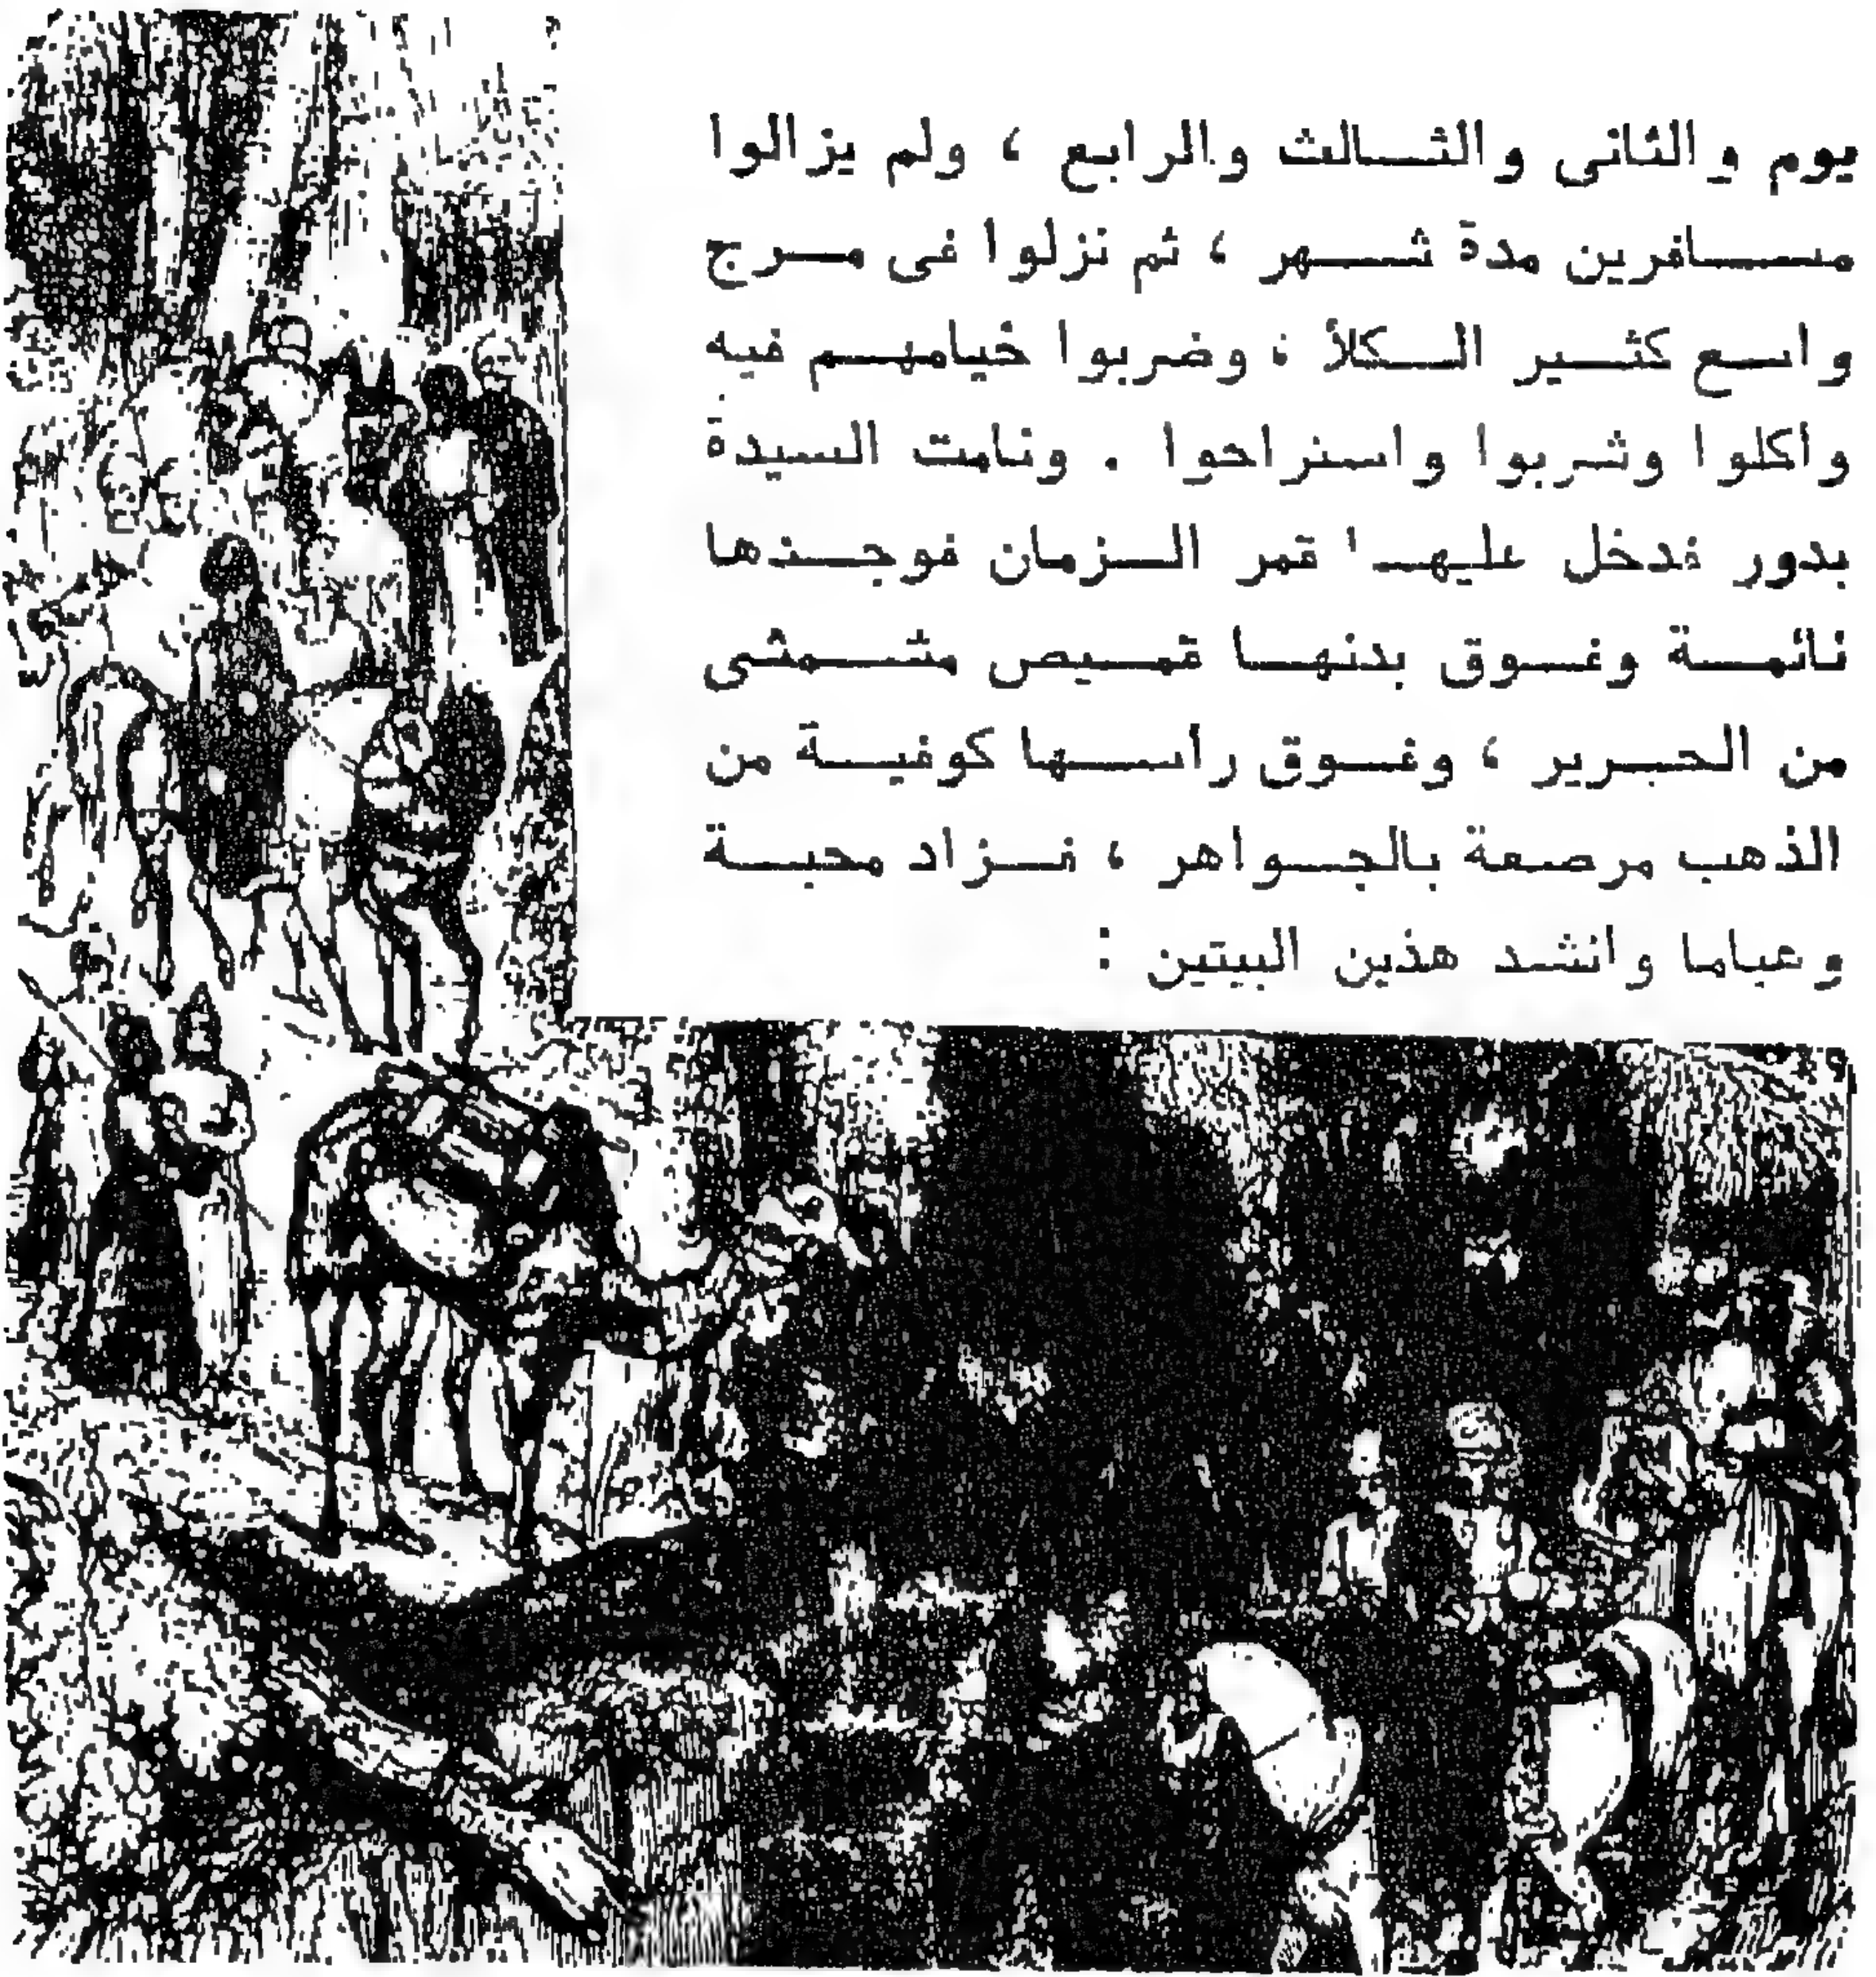 يوم والثانى والثالث والرابع ، ولم يزالوا
مسافرين مدة شهر ، ثم نزلوا فى مرج
واسع كثير الكلأ ، وضربوا خيامهم فيه
وأكلوا وشربوا واستراحوا . ونامت السيدة
بدور فدخل عليها قمر الزمان فوجدها
نائمة وفوق بدنها قميص مشمشى
من الحرير ، وفوق رأسها كوفية من
الذهب مرصعة بالجواهر ، فزاد محبة
وهياما وأنشد هذين البيتين :